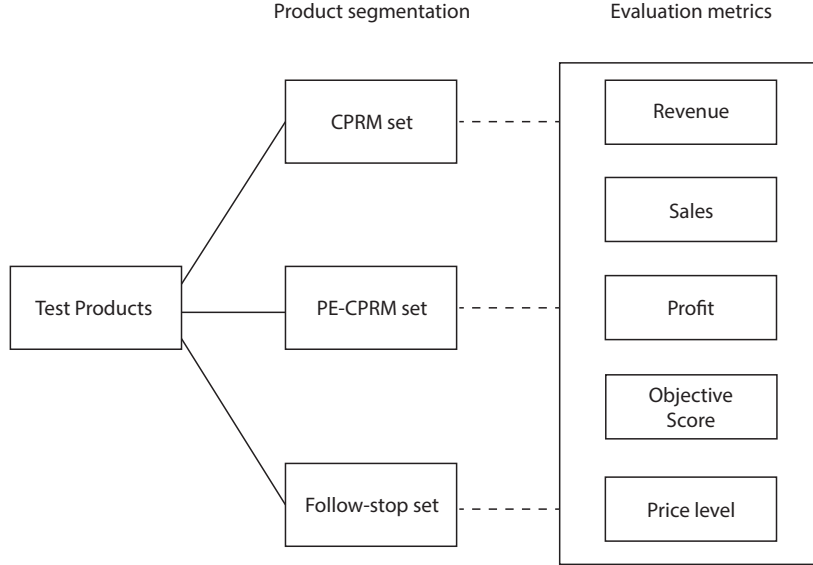 Product segmentation
Evaluation metrics
Test Products
CPRM set
PE-CPRM set
Follow-stop set
Revenue
Sales
Profit
Objective
Score
Price level